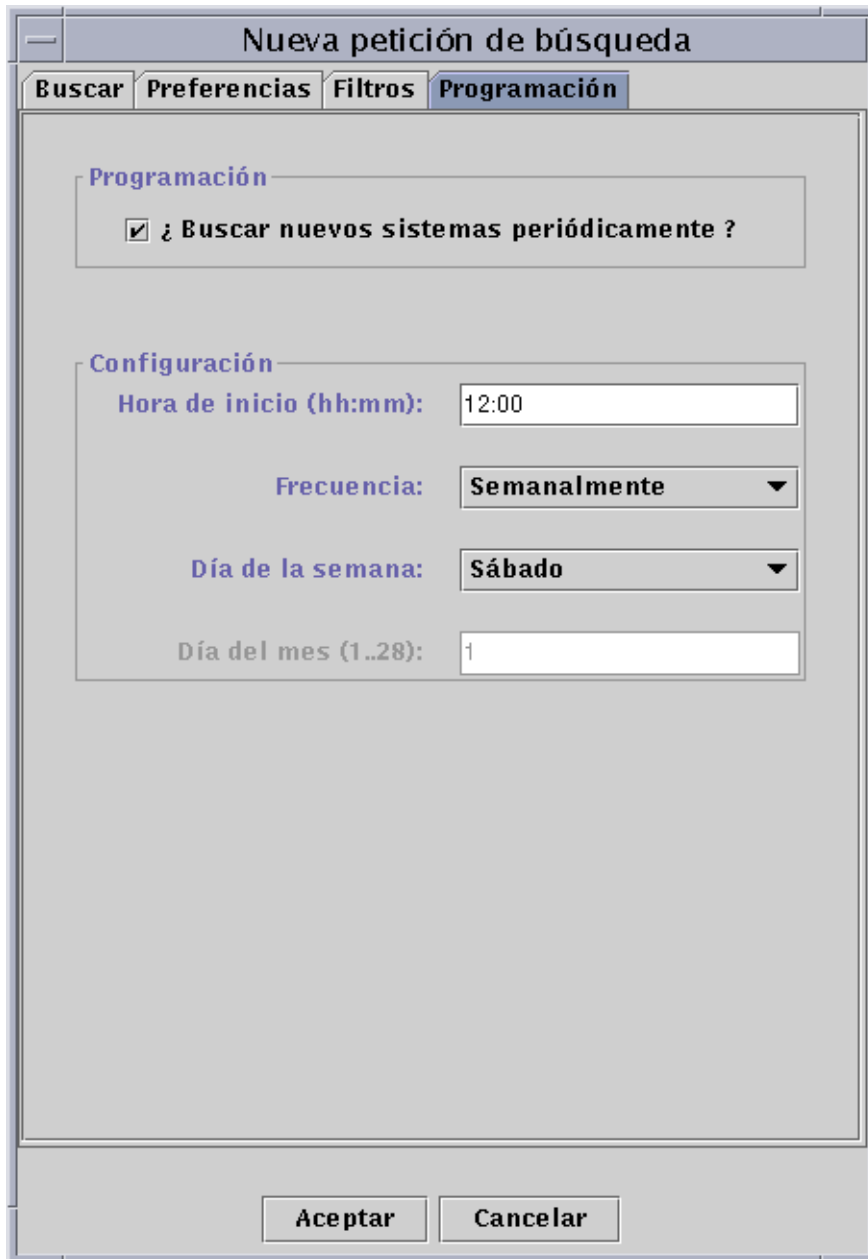 Nueva petición de búsqueda
Buscar Preferencias Filtros Programación
Programación
¿ Buscar nuevos sistemas periódicamente ?
Configuración
Hora de inicio (hh:mm): 12:00
Frecuencia: Semanalmente
Día de la semana: Sábado
Día del mes (1..28): 1
Aceptar Cancelar